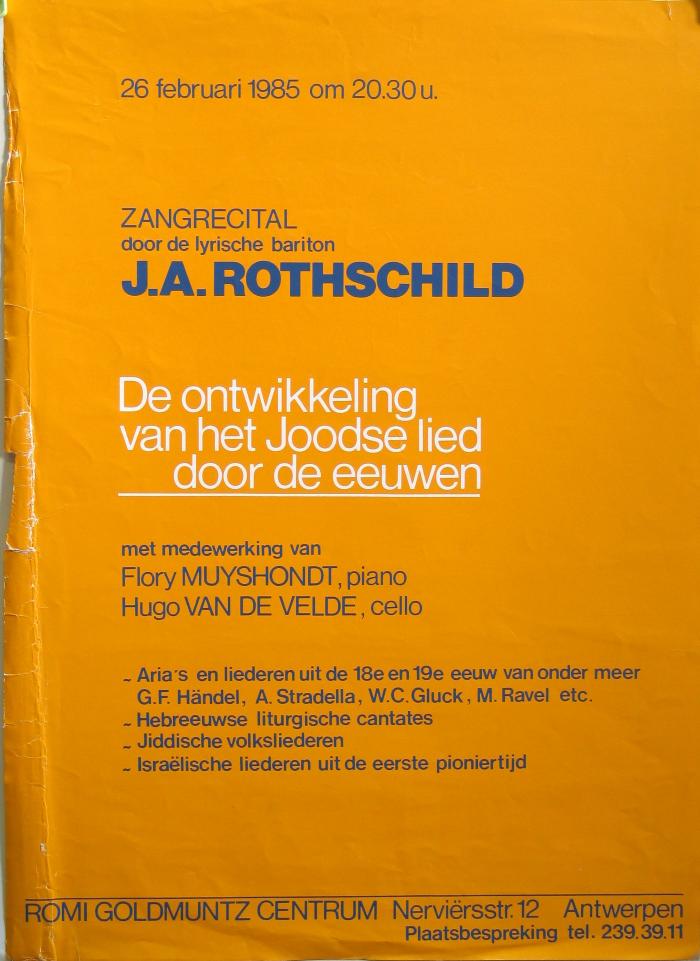 26 februari 1985 om 20.30 u.
ZANGRECITAL
door de lyrische bariton
J.A. ROTHSCHILD
De ontwikkeling
van het Joodse lied
door de eeuwen
met medewerking van
Flory MUYSHONDT, piano
Hugo VAN DE VELDE, cello
~ Aria's en liederen uit de 18e en 19e eeuw van onder meer
G.F. Händel, A. Stradella, W.C. Gluck, M. Ravel etc.
~ Hebreeuwse liturgische cantates
~ Jiddische volksliederen
~ Israëlische liederen uit de eerste pioniertijd
ROMI GOLDMUNTZ CENTRUM Nerviërsstr. 12 Antwerpen
Plaatsbespreking tel. 239.39.11